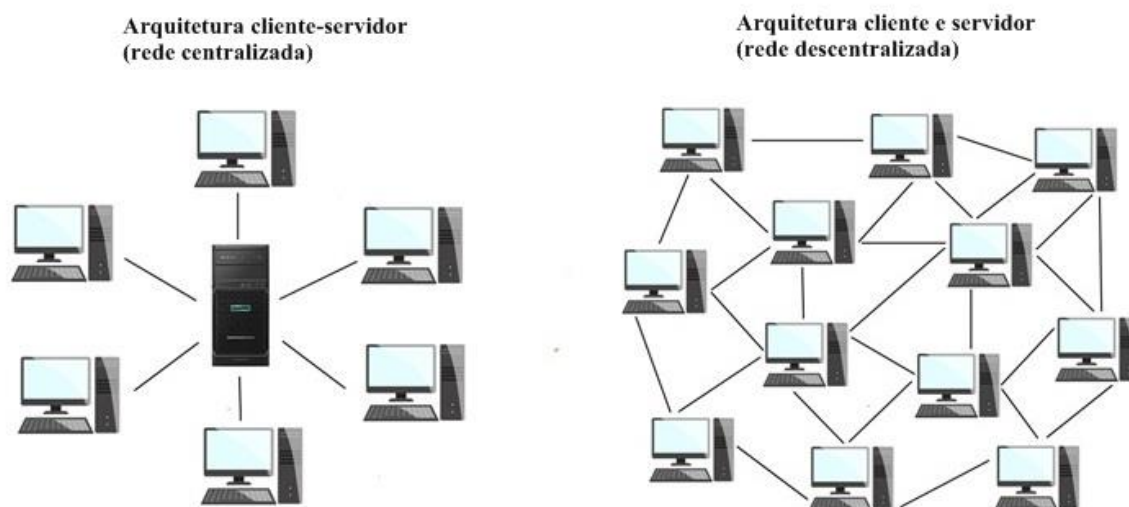 Arquitetura cliente-servidor
(rede centralizada)
Arquitetura cliente e servidor
(rede descentralizada)